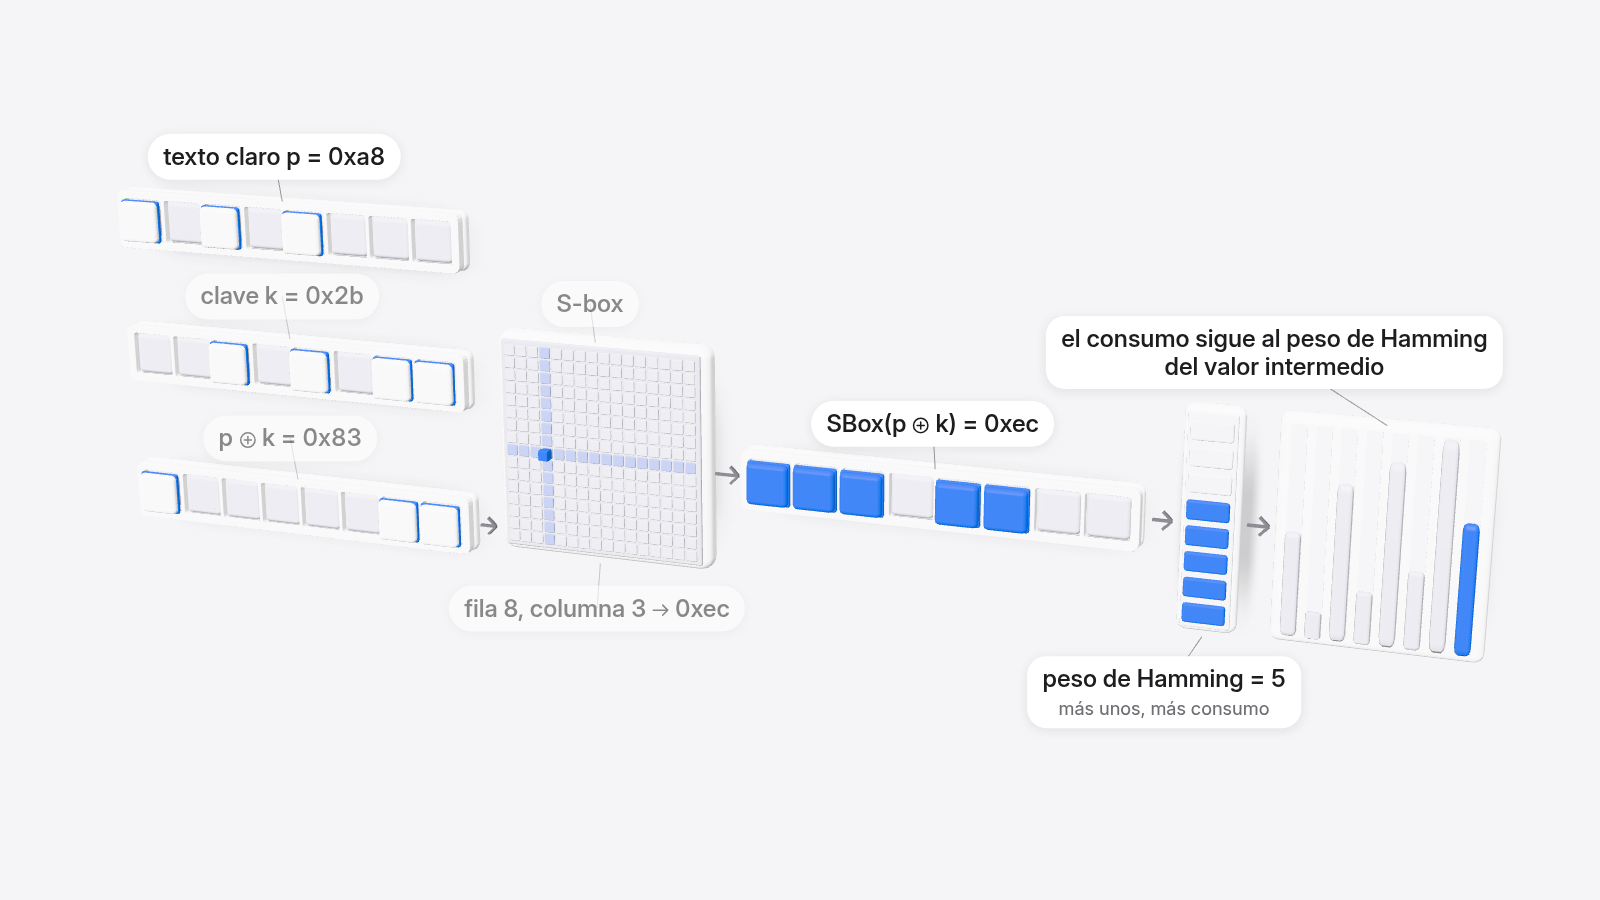 texto claro p = 0xa8
clave k = 0x2b
p ⊕ k = 0x83
S-box
fila 8, columna 3 → 0xec
SBox(p ⊕ k) = 0xec
el consumo sigue al peso de Hamming
del valor intermedio
peso de Hamming = 5
más unos, más consumo